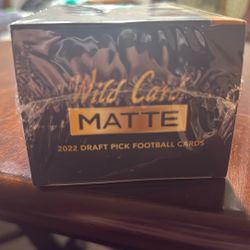 Wild Card
MATTE
2022 DRAFT PICK FOOTBALL CARDS